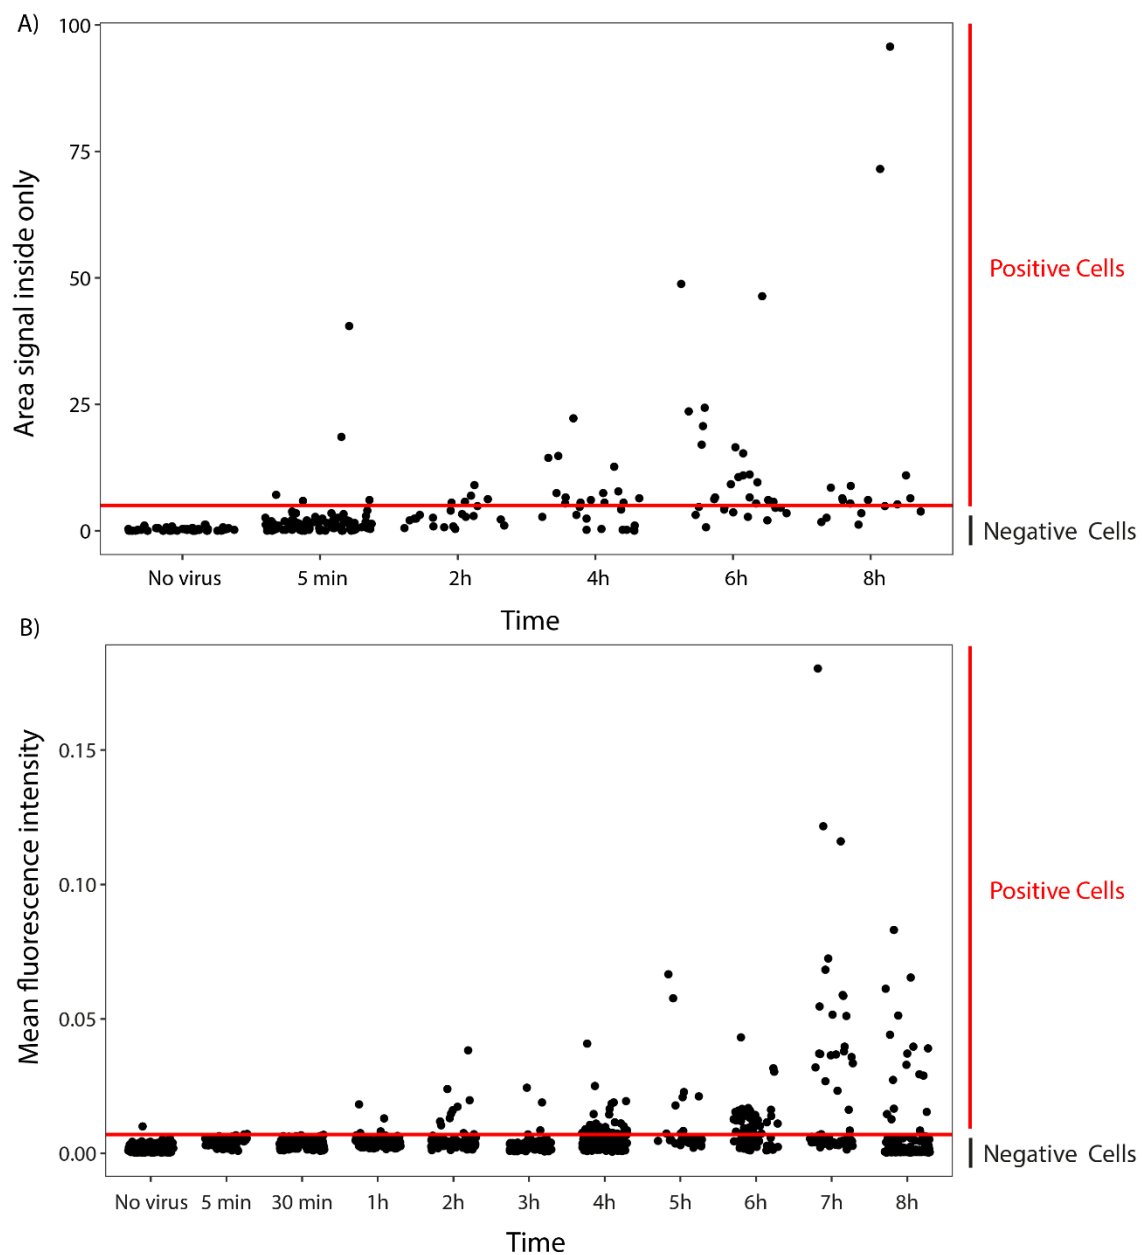 A)
100
75
50
25
0
Area signal inside only
Positive Cells
Negative Cells
No virus 5 min 2h 4h 6h 8h
Time
B)
0.15
0.10
0.05
0.00
Mean fluorescence intensity
Positive Cells
Negative Cells
No virus 5 min 30 min 1h 2h 3h 4h 5h 6h 7h 8h
Time